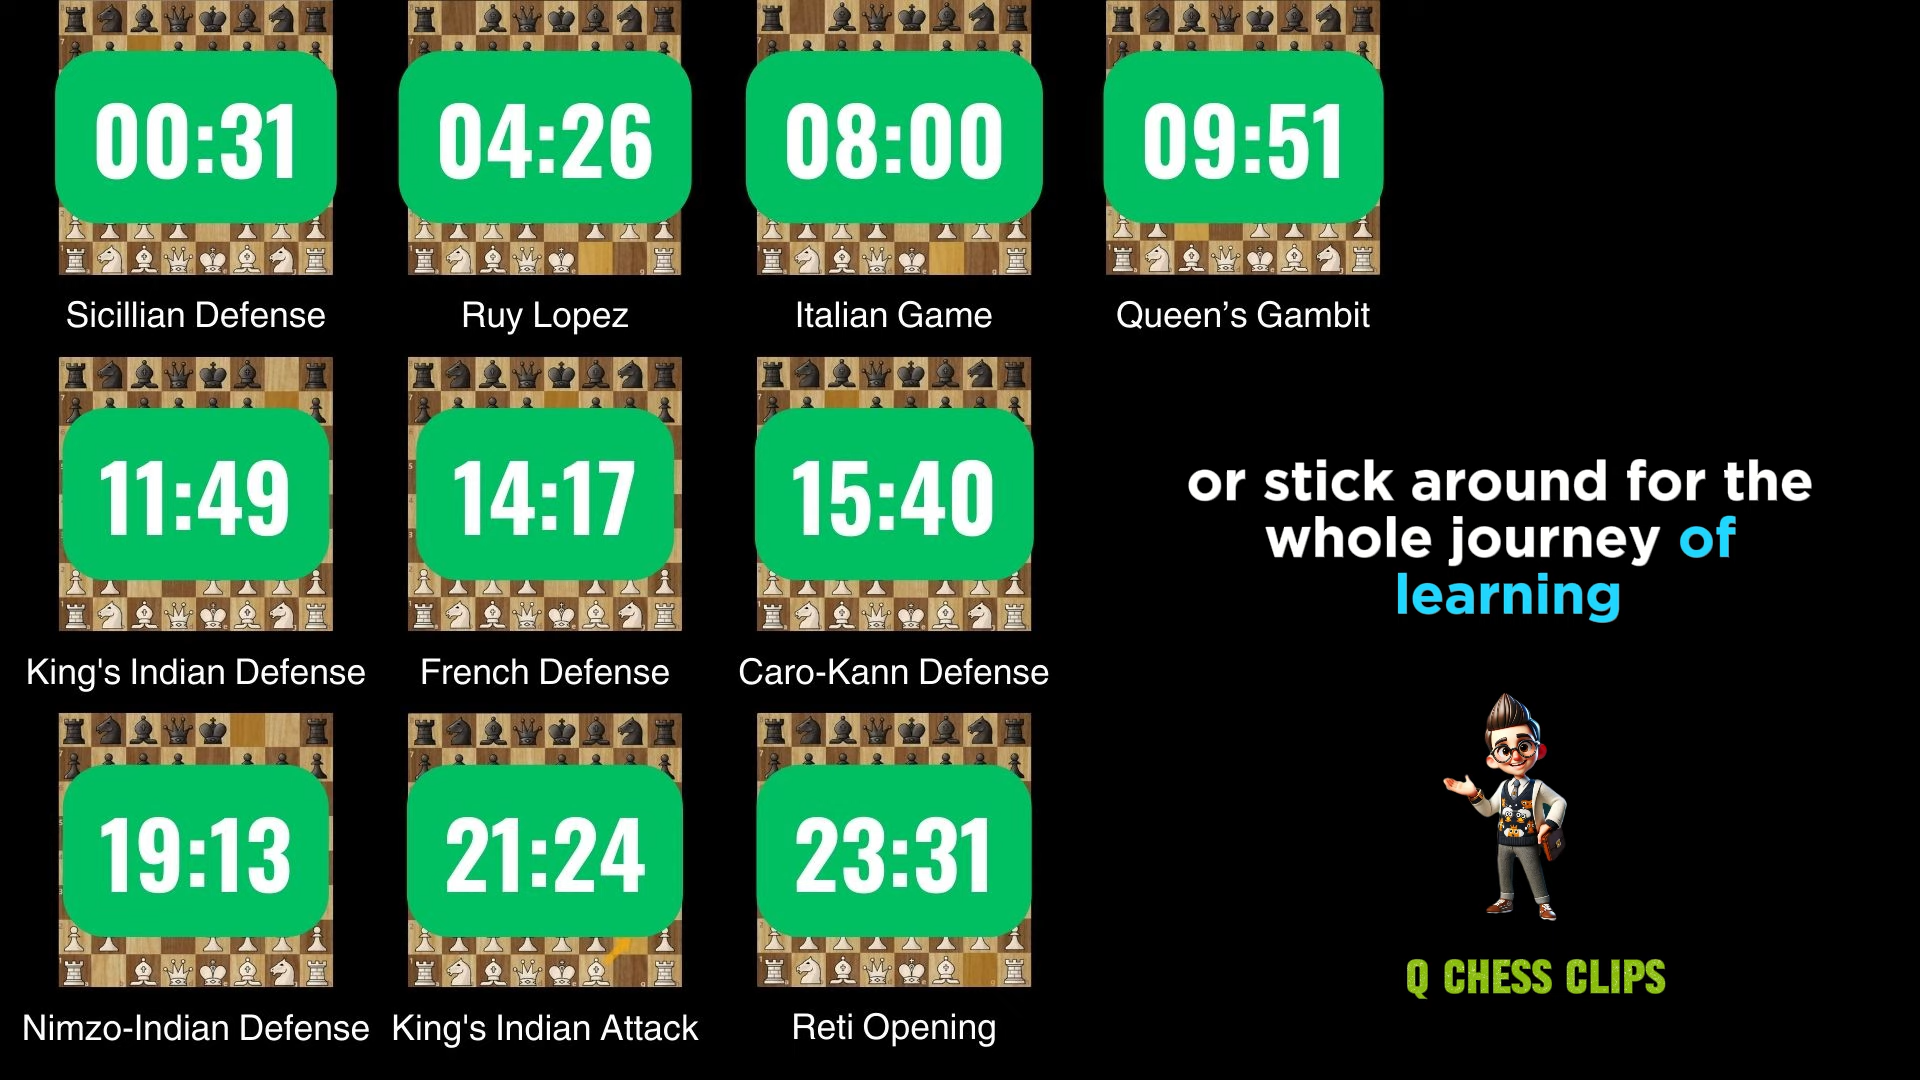 00:31
04:26
08:00
09:51
Sicillian Defense
Ruy Lopez
Italian Game
Queen’s Gambit
11:49
14:17
15:40
King's Indian Defense
French Defense
Caro-Kann Defense
or stick around for the
whole journey of
learning
19:13
21:24
23:31
Nimzo-Indian Defense
King's Indian Attack
Reti Opening
Q CHESS CLIPS